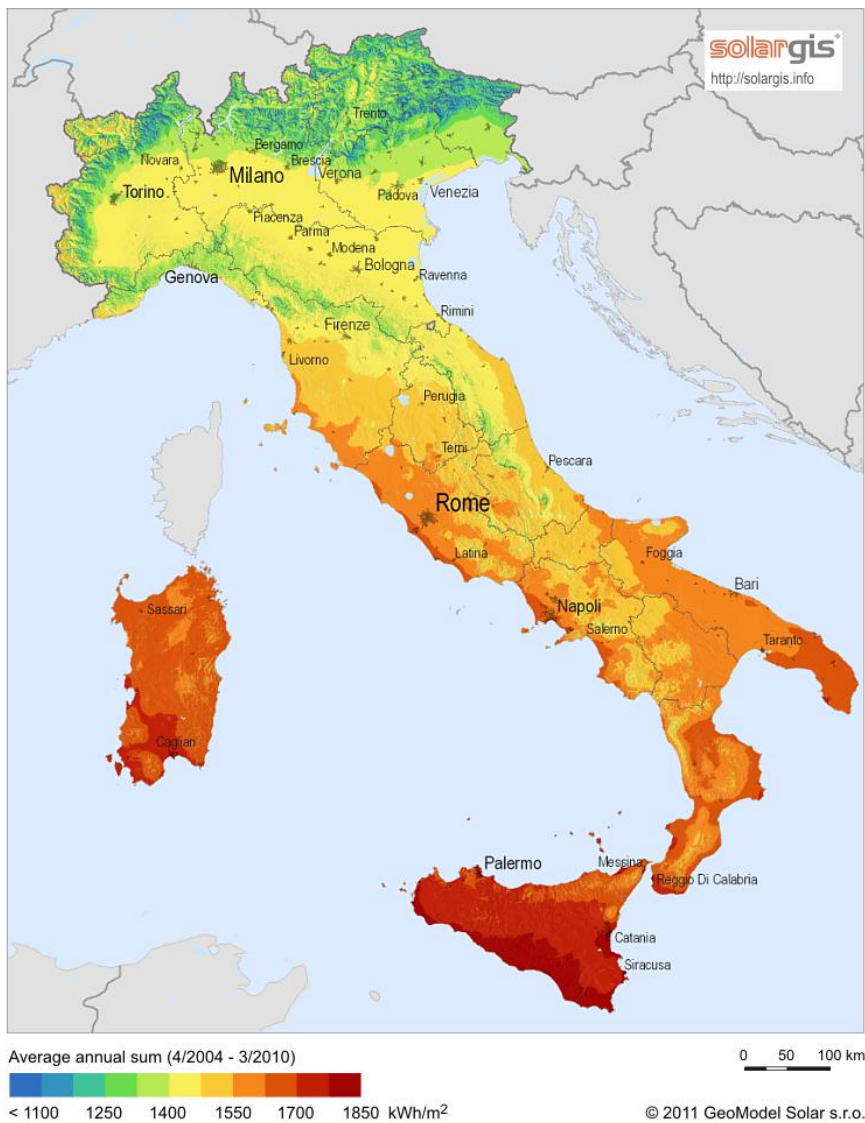 solargis
http://solargis.info
Trento
Bergamo
Novara
Brescia
Milano
Verona
Torino
Padova
Venezia
Piacenza
Parma
Modena
Bologna
Genova
Ravenna
Rimini
Firenze
Livorno
Perugia
Terni
Pescara
Rome
Latina
Foggia
Bari
Napoli
Sassari
Salerno
Taranto
Cagliari
Palermo
Messina
Reggio Di Calabria
Catania
Siracusa
Average annual sum (4/2004 - 3/2010)
0 50 100 km
< 1100 1250 1400 1550 1700 1850 kWh/m2
© 2011 GeoModel Solar s.r.o.